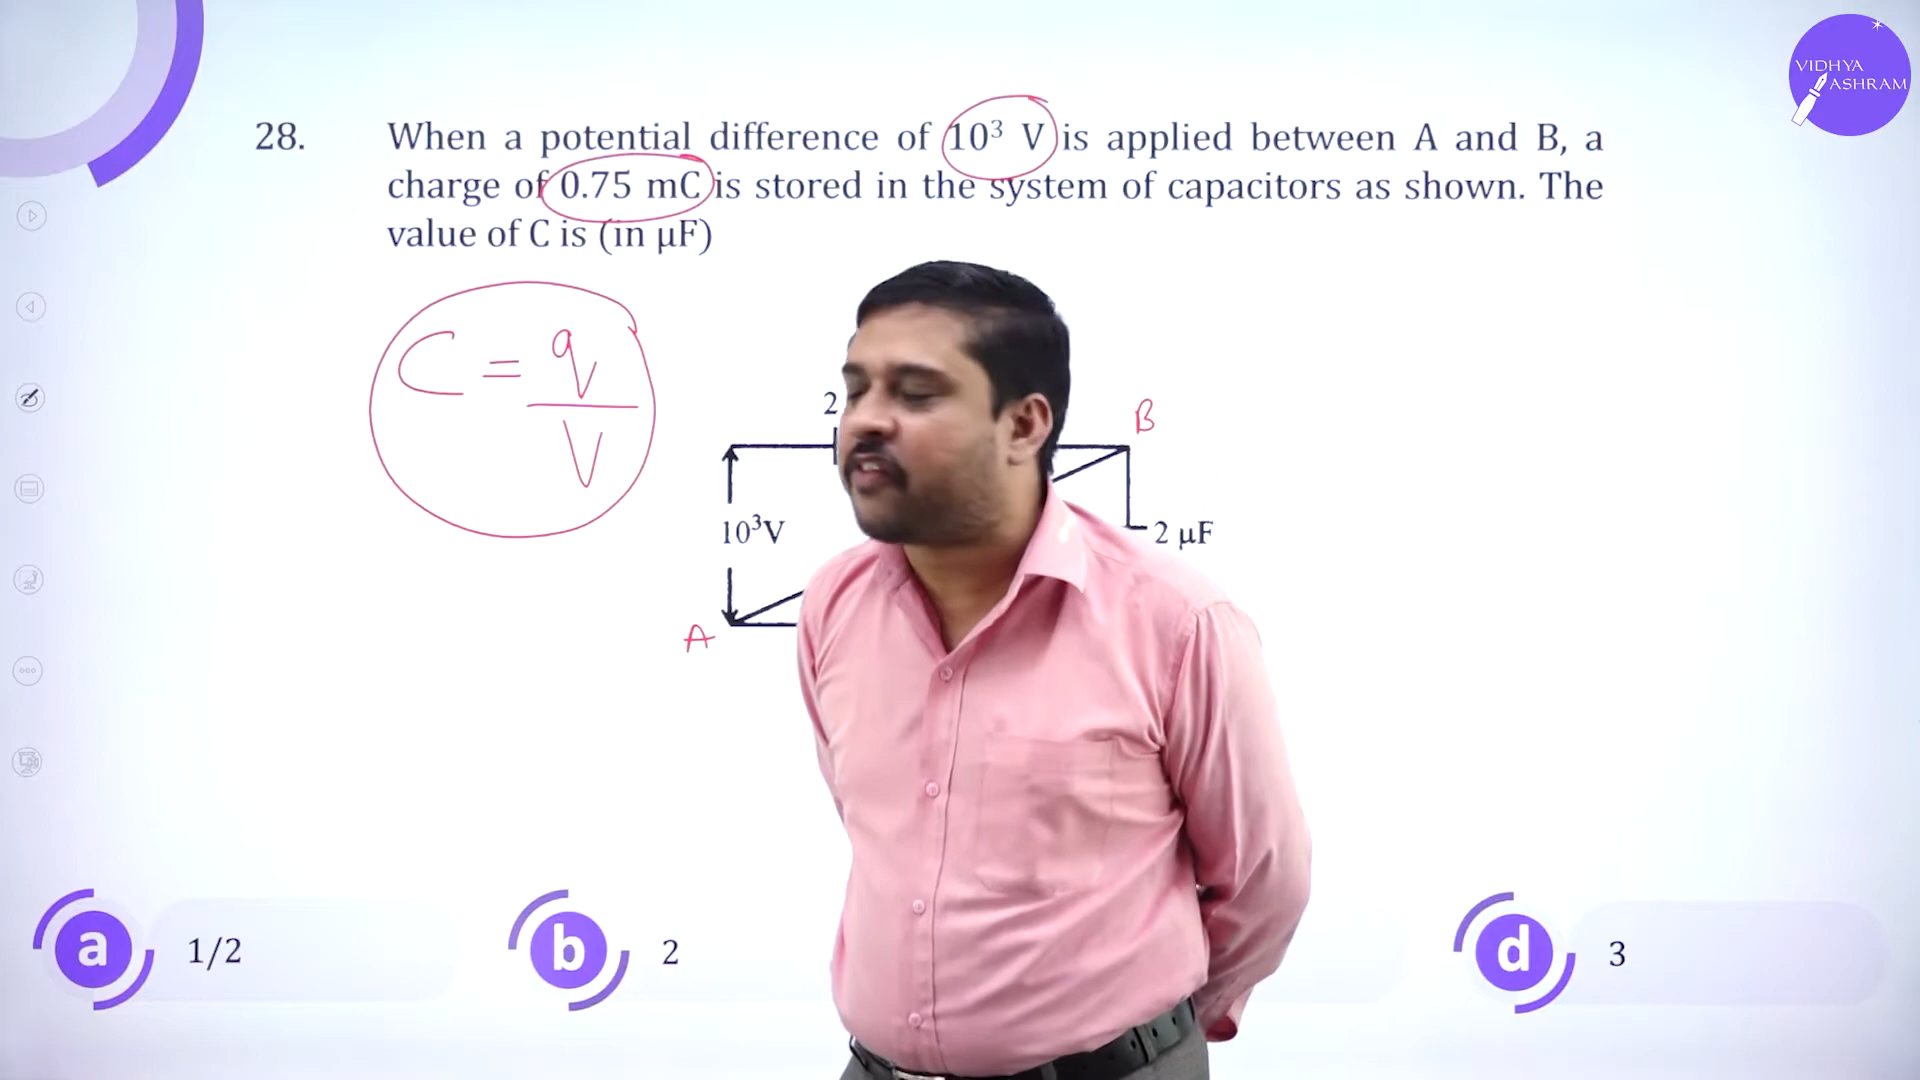 VIDHYA
ASHRAM
28. When a potential difference of 10³ V is applied between A and B, a
charge of 0.75 mC is stored in the system of capacitors as shown. The
value of C is (in μF)
C = q/V
2
B
10³V
2 μF
A
a 1/2
b 2
d 3